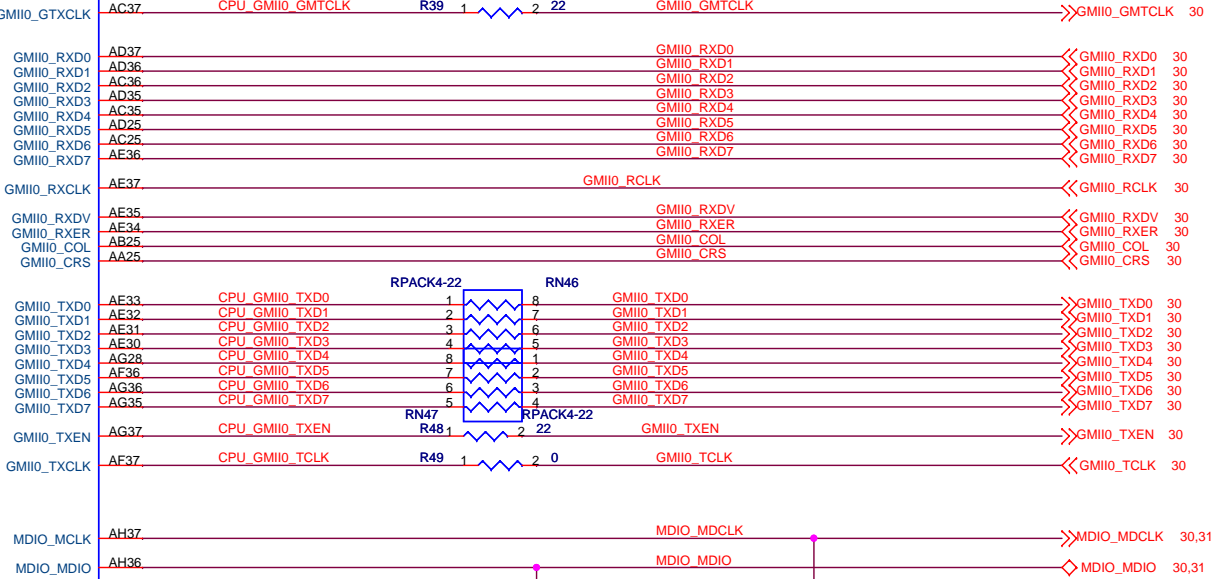 GMII0_GTXCLK AC37 CPU_GMII0_GMTCLK R39 1 2 22 GMII0_GMTCLK GMII0_GMTCLK 30
GMII0_RXD0 AD37 GMII0_RXD0 GMII0_RXD0 30
GMII0_RXD1 AD36 GMII0_RXD1 GMII0_RXD1 30
GMII0_RXD2 AC36 GMII0_RXD2 GMII0_RXD2 30
GMII0_RXD3 AD35 GMII0_RXD3 GMII0_RXD3 30
GMII0_RXD4 AC35 GMII0_RXD4 GMII0_RXD4 30
GMII0_RXD5 AD25 GMII0_RXD5 GMII0_RXD5 30
GMII0_RXD6 AC25 GMII0_RXD6 GMII0_RXD6 30
GMII0_RXD7 AE36 GMII0_RXD7 GMII0_RXD7 30
GMII0_RXCLK AE37 GMII0_RCLK GMII0_RCLK 30
GMII0_RXDV AE35 GMII0_RXDV GMII0_RXDV 30
GMII0_RXER AE34 GMII0_RXER GMII0_RXER 30
GMII0_COL AB25 GMII0_COL GMII0_COL 30
GMII0_CRS AA25 GMII0_CRS GMII0_CRS 30
RPACK4-22 RN46
GMII0_TXD0 AE33 CPU_GMII0_TXD0 1 8 GMII0_TXD0 GMII0_TXD0 30
GMII0_TXD1 AE32 CPU_GMII0_TXD1 2 7 GMII0_TXD1 GMII0_TXD1 30
GMII0_TXD2 AE31 CPU_GMII0_TXD2 3 6 GMII0_TXD2 GMII0_TXD2 30
GMII0_TXD3 AE30 CPU_GMII0_TXD3 4 5 GMII0_TXD3 GMII0_TXD3 30
GMII0_TXD4 AG28 CPU_GMII0_TXD4 8 1 GMII0_TXD4 GMII0_TXD4 30
GMII0_TXD5 AF36 CPU_GMII0_TXD5 7 2 GMII0_TXD5 GMII0_TXD5 30
GMII0_TXD6 AG36 CPU_GMII0_TXD6 6 3 GMII0_TXD6 GMII0_TXD6 30
GMII0_TXD7 AG35 CPU_GMII0_TXD7 5 4 GMII0_TXD7 GMII0_TXD7 30
RN47 RPACK4-22
GMII0_TXEN AG37 CPU_GMII0_TXEN R48 1 2 22 GMII0_TXEN GMII0_TXEN 30
GMII0_TXCLK AF37 CPU_GMII0_TCLK R49 1 2 0 GMII0_TCLK GMII0_TCLK 30
MDIO_MCLK AH37 MDIO_MDCLK MDIO_MDCLK 30,31
MDIO_MDIO AH36 MDIO_MDIO MDIO_MDIO 30,31